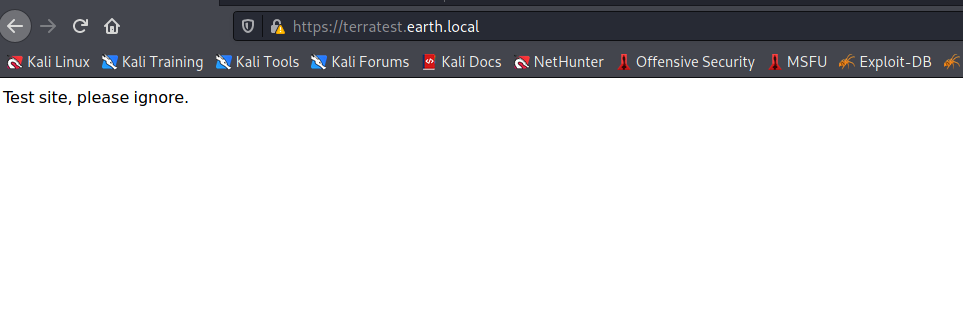 https://terratest.earth.local
Kali Linux Kali Training Kali Tools Kali Forums Kali Docs NetHunter Offensive Security MSFU Exploit-DB
Test site, please ignore.